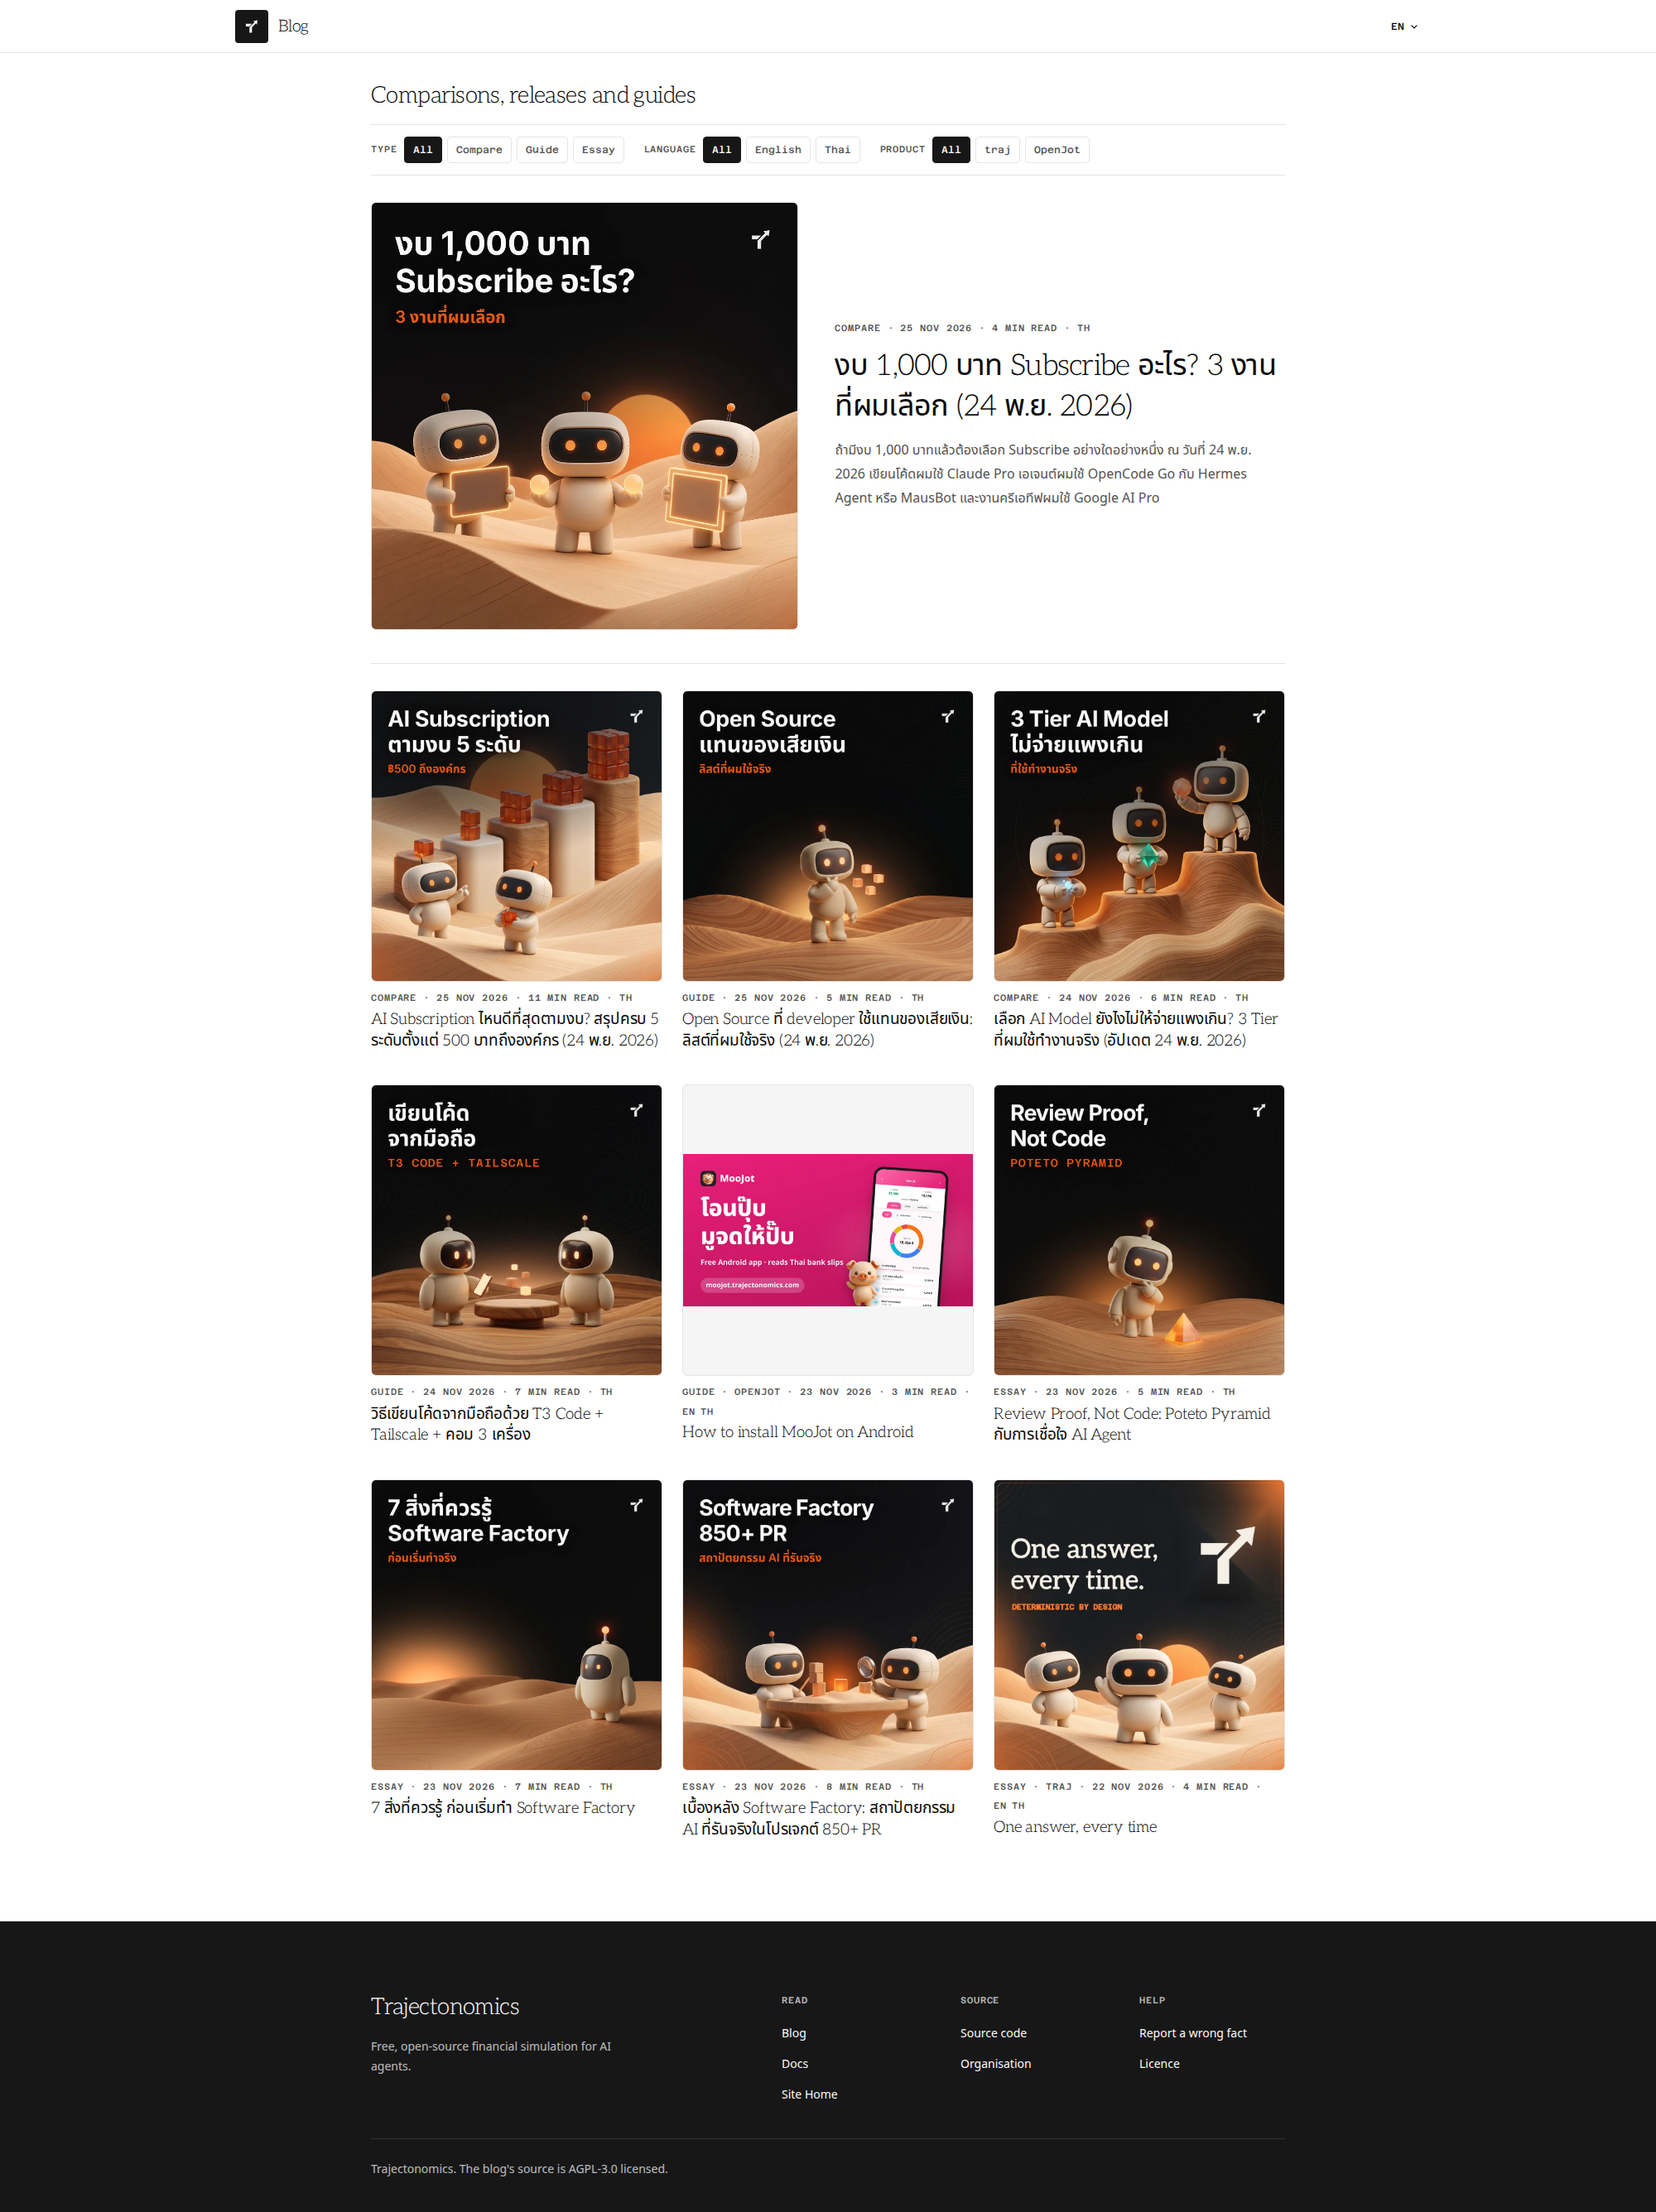 Blog
EN
Comparisons, releases and guides
TYPE All Compare Guide Essay LANGUAGE All English Thai PRODUCT All traj OpenJot
งบ 1,000 บาท
Subscribe อะไร?
3 งานที่ผมเลือก
COMPARE · 25 NOV 2026 · 4 MIN READ · TH
งบ 1,000 บาท Subscribe อะไร? 3 งาน
ที่ผมเลือก (24 พ.ย. 2026)
ถ้ามีงบ 1,000 บาทแล้วต้องเลือก Subscribe อย่างใดอย่างหนึ่ง ณ วันที่ 24 พ.ย.
2026 เขียนโค้ดผมใช้ Claude Pro เอเจนต์ผมใช้ OpenCode Go กับ Hermes
Agent หรือ MausBot และงานครีเอทีฟผมใช้ Google AI Pro
AI Subscription
ตามงบ 5 ระดับ
฿500 ถึงองค์กร
COMPARE · 25 NOV 2026 · 11 MIN READ · TH
AI Subscription ไหนดีที่สุดตามงบ? สรุปครบ 5
ระดับตั้งแต่ 500 บาทถึงองค์กร (24 พ.ย. 2026)
Open Source
แทนของเสียเงิน
ลิสต์ที่ผมใช้จริง
GUIDE · 25 NOV 2026 · 5 MIN READ · TH
Open Source ที่ developer ใช้แทนของเสียเงิน:
ลิสต์ที่ผมใช้จริง (24 พ.ย. 2026)
3 Tier AI Model
ไม่จ่ายแพงเกิน
ที่ใช้ทำงานจริง
COMPARE · 24 NOV 2026 · 6 MIN READ · TH
เลือก AI Model ยังไงไม่ให้จ่ายแพงเกิน? 3 Tier
ที่ผมใช้ทำงานจริง (อัปเดต 24 พ.ย. 2026)
เขียนโค้ด
จากมือถือ
T3 CODE + TAILSCALE
GUIDE · 24 NOV 2026 · 7 MIN READ · TH
วิธีเขียนโค้ดจากมือถือด้วย T3 Code +
Tailscale + คอม 3 เครื่อง
MooJot
โอนปุ๊บ
มูจดให้ปั๊บ
Free Android app · reads Thai bank slips
moojot.trajectonomics.com
GUIDE · OPENJOT · 23 NOV 2026 · 3 MIN READ ·
EN TH
How to install MooJot on Android
Review Proof,
Not Code
POTETO PYRAMID
ESSAY · 23 NOV 2026 · 5 MIN READ · TH
Review Proof, Not Code: Poteto Pyramid
กับการเชื่อใจ AI Agent
7 สิ่งที่ควรรู้
Software Factory
ก่อนเริ่มทำจริง
ESSAY · 23 NOV 2026 · 7 MIN READ · TH
7 สิ่งที่ควรรู้ ก่อนเริ่มทำ Software Factory
Software Factory
850+ PR
สถาปัตยกรรม AI ที่รันจริง
ESSAY · 23 NOV 2026 · 8 MIN READ · TH
เบื้องหลัง Software Factory: สถาปัตยกรรม
AI ที่รันจริงในโปรเจกต์ 850+ PR
One answer,
every time.
DETERMINISTIC BY DESIGN
ESSAY · TRAJ · 22 NOV 2026 · 4 MIN READ ·
EN TH
One answer, every time
Trajectonomics
Free, open-source financial simulation for AI
agents.
READ
Blog
Docs
Site Home
SOURCE
Source code
Organisation
HELP
Report a wrong fact
Licence
Trajectonomics. The blog's source is AGPL-3.0 licensed.